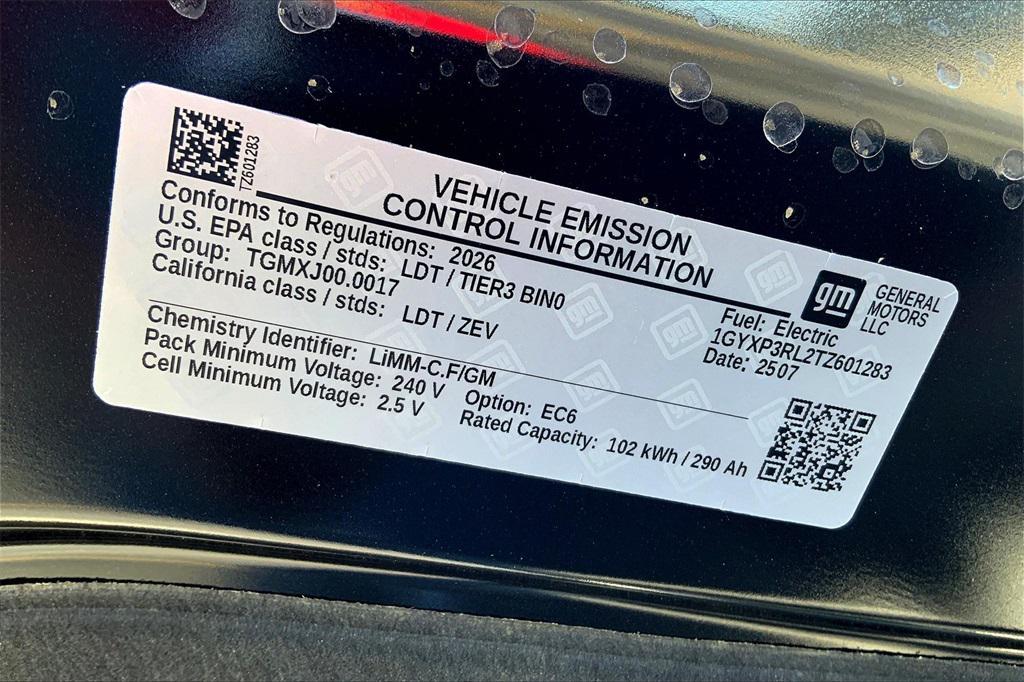 TZ601283
VEHICLE EMISSION
CONTROL INFORMATION
gm
GENERAL
MOTORS
LLC
Conforms to Regulations: 2026
U.S. EPA class / stds: LDT / TIER3 BIN0
Group: TGMXJ00.0017
California class / stds: LDT / ZEV
Fuel: Electric
1GYXP3RL2TZ601283
Date: 2507
Chemistry Identifier: LiMM-C.F/GM
Pack Minimum Voltage: 240 V Option: EC6
Cell Minimum Voltage: 2.5 V Rated Capacity: 102 kWh / 290 Ah